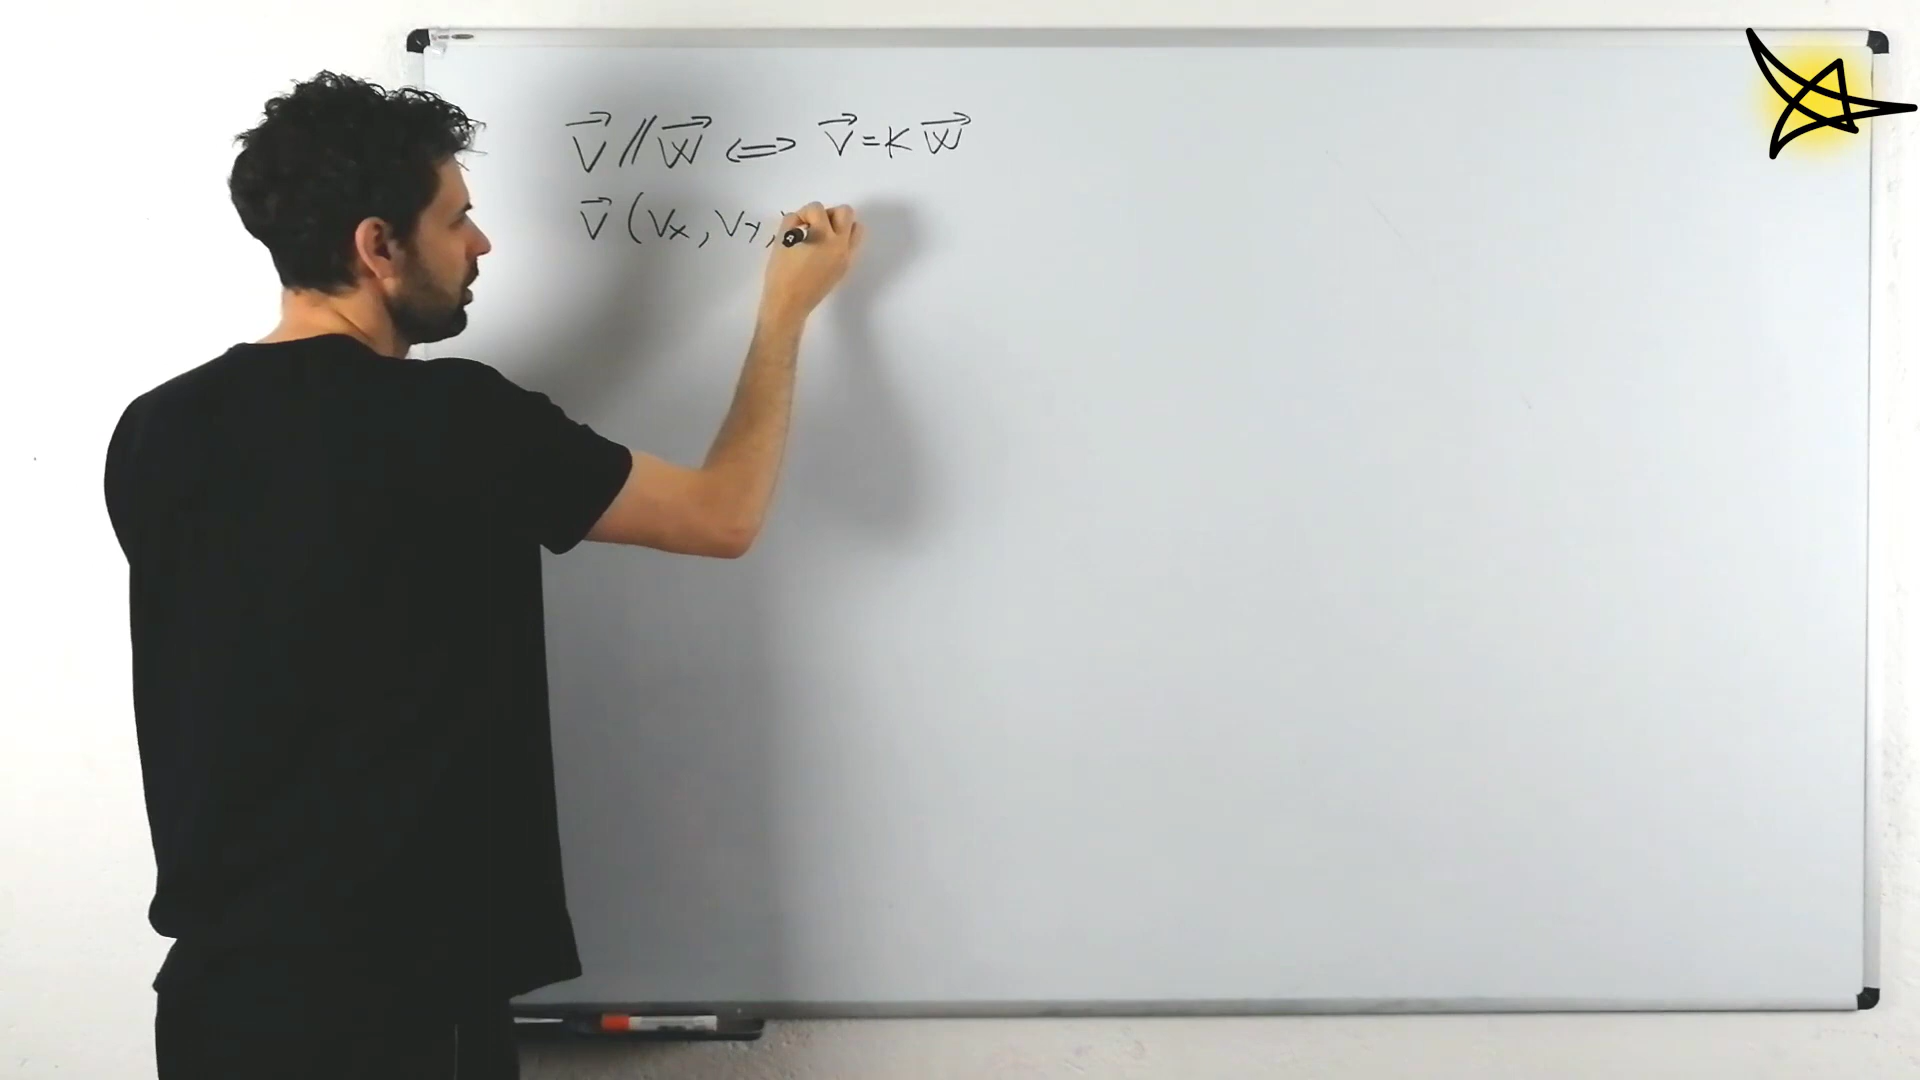 V⃗ // W⃗ ⟺ V⃗ = K W⃗
V⃗ (Vx, Vy,